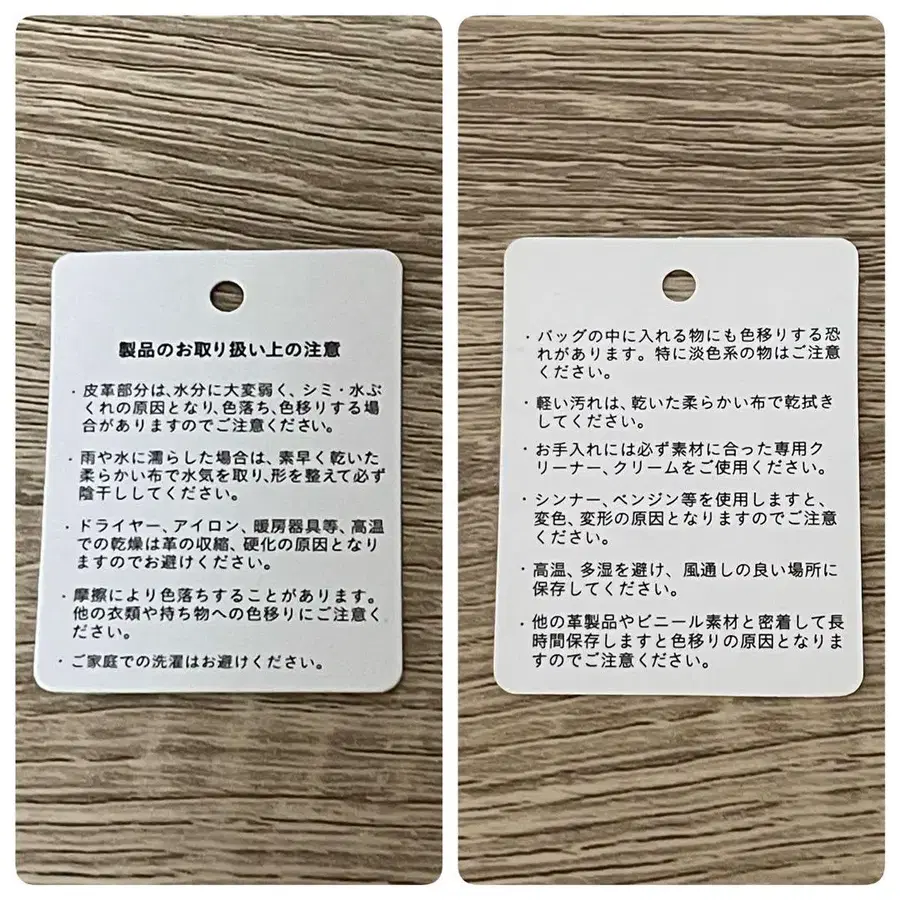 製品のお取り扱い上の注意
・皮革部分は、水分に大変弱く、シミ・水ぶ
くれの原因となり、色落ち、色移りする場
合がありますのでご注意ください。
・雨や水に濡らした場合は、素早く乾いた
柔らかい布で水気を取り、形を整えて必ず
陰干ししてください。
・ドライヤー、アイロン、暖房器具等、高温
での乾燥は革の収縮、硬化の原因となり
ますのでお避けください。
・摩擦により色落ちすることがあります。
他の衣類や持ち物への色移りにご注意く
ださい。
・ご家庭での洗濯はお避けください。
・バッグの中に入れる物にも色移りする恐
れがあります。特に淡色系の物はご注意
ください。
・軽い汚れは、乾いた柔らかい布で乾拭き
してください。
・お手入れには必ず素材に合った専用ク
リーナー、クリームをご使用ください。
・シンナー、ベンジン等を使用しますと、
変色、変形の原因となりますのでご注意
ください。
・高温、多湿を避け、風通しの良い場所に
保存してください。
・他の革製品やビニール素材と密着して長
時間保存しますと色移りの原因となりま
すのでご注意ください。